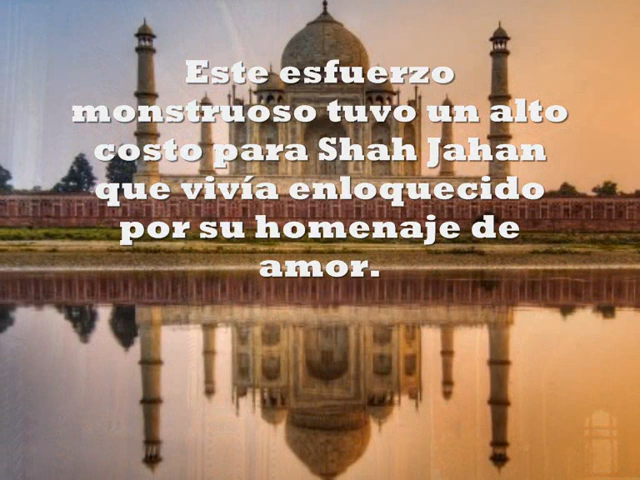 Este esfuerzo
monstruoso tuvo un alto
costo para Shah Jahan
que vivía enloquecido
por su homenaje de
amor.